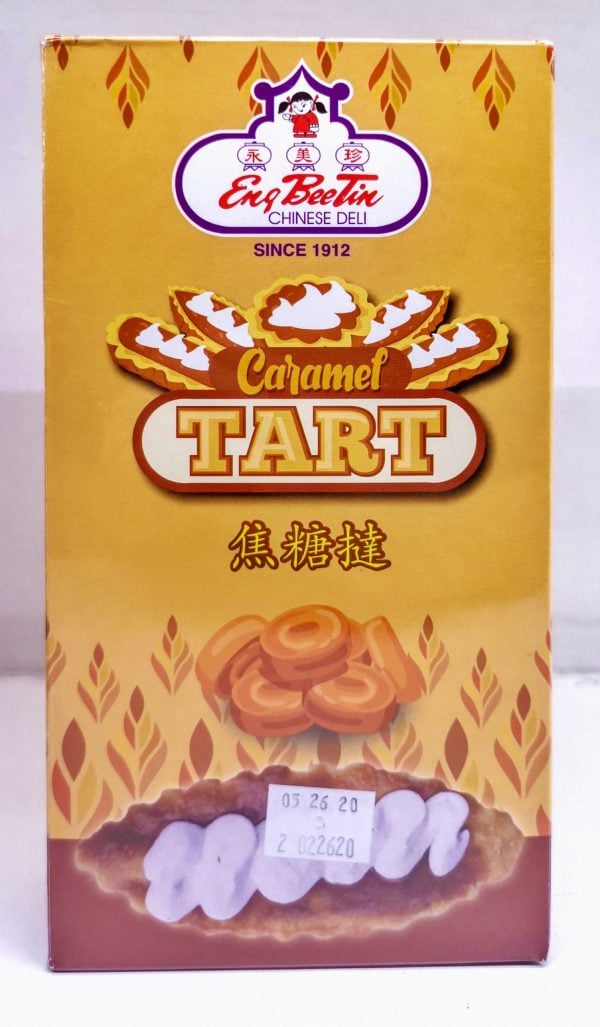 永美珍
Eng Bee Tin
CHINESE DELI
SINCE 1912
Caramel
TART
焦糖撻
05 26 20
2 022620